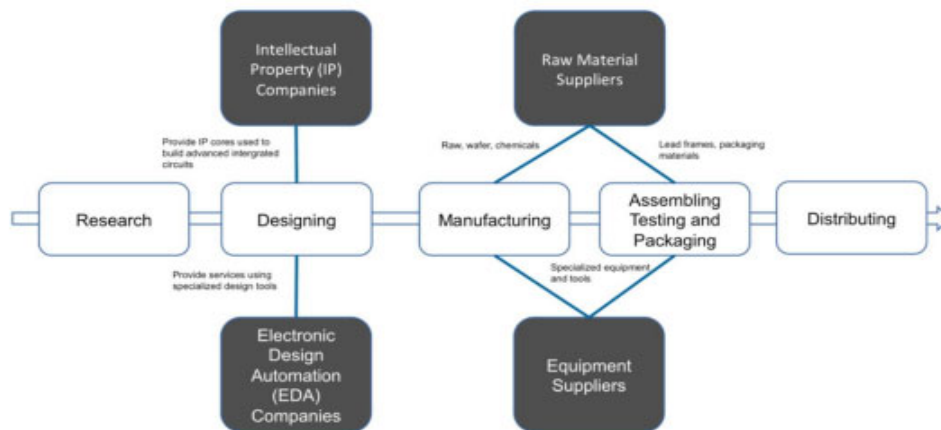 Intellectual
Property (IP)
Companies
Raw Material
Suppliers
Provide IP cores used to
build advanced intergrated
circuits
Raw, wafer, chemicals
Lead frames, packaging
materials
Research
Designing
Manufacturing
Assembling
Testing and
Packaging
Distributing
Provide services using
specialized design tools
Specialized equipment
and tools
Electronic
Design
Automation
(EDA)
Companies
Equipment
Suppliers